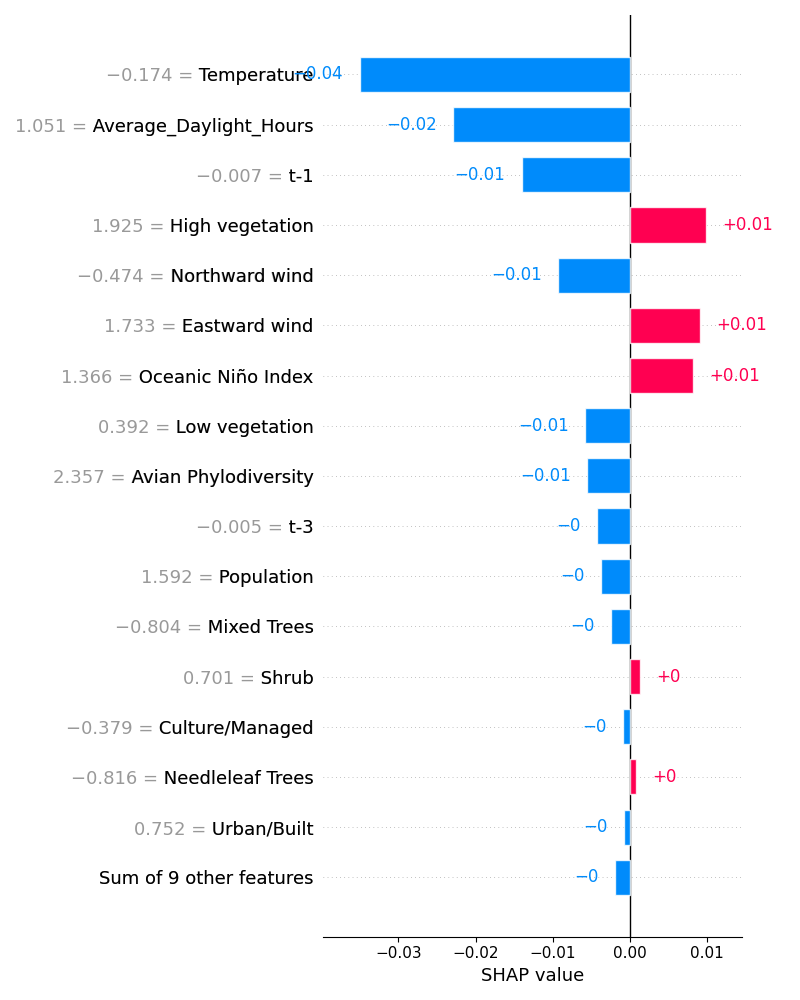 −0.174 = Temperature −0.04
1.051 = Average_Daylight_Hours −0.02
−0.007 = t-1 −0.01
1.925 = High vegetation +0.01
−0.474 = Northward wind −0.01
1.733 = Eastward wind +0.01
1.366 = Oceanic Niño Index +0.01
0.392 = Low vegetation −0.01
2.357 = Avian Phylodiversity −0.01
−0.005 = t-3 −0
1.592 = Population −0
−0.804 = Mixed Trees −0
0.701 = Shrub +0
−0.379 = Culture/Managed −0
−0.816 = Needleleaf Trees +0
0.752 = Urban/Built −0
Sum of 9 other features −0
−0.03 −0.02 −0.01 0.00 0.01
SHAP value